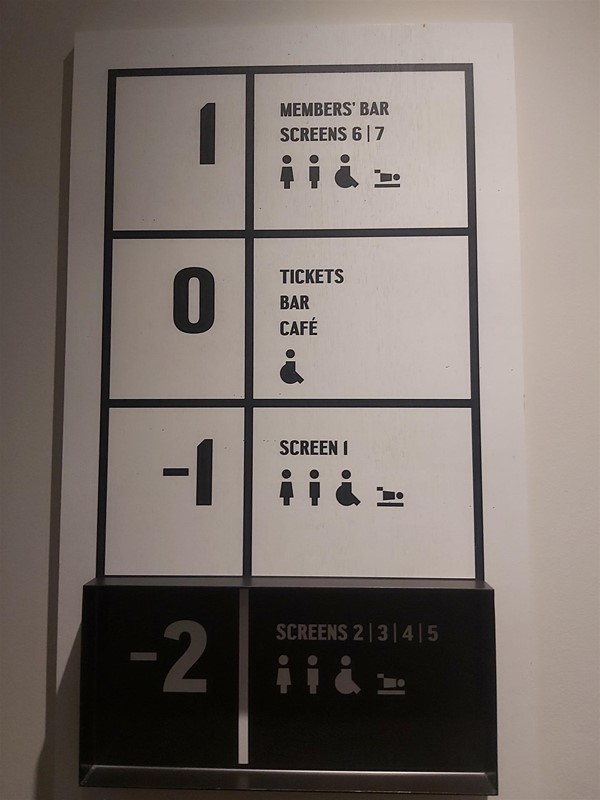 1
MEMBERS' BAR
SCREENS 6 | 7
0
TICKETS
BAR
CAFÉ
-1
SCREEN 1
-2
SCREENS 2 | 3 | 4 | 5